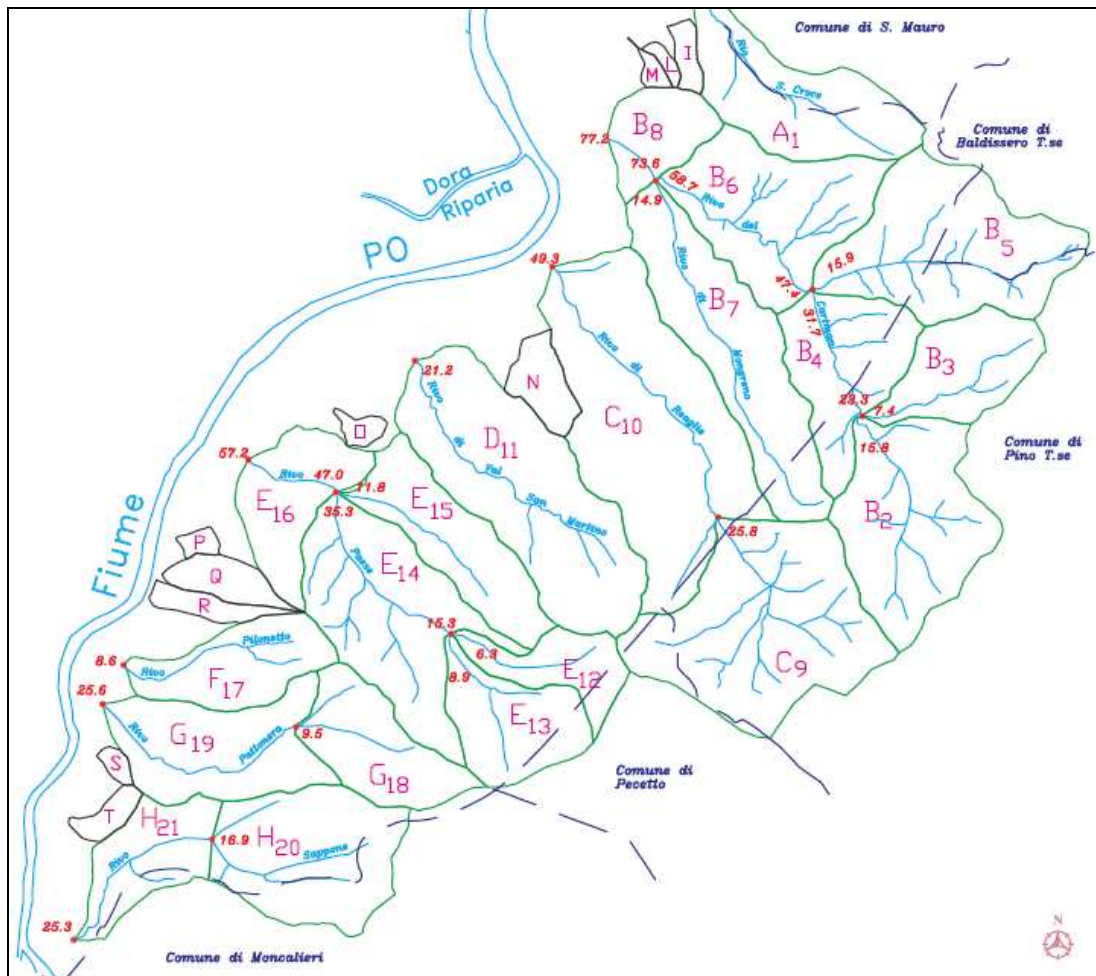 Comune di S. Mauro
Rio
S. Croce
I
L
M
A1
B8
Comune di
Baldissero T.se
77.2
73.6
58.7
B6
14.9
Rivo
dei
Dora
Riparia
B5
PO
49.3
15.9
47.4
31.7
Cartman
Rivo
di
Mongreno
B7
B4
B3
Rivo
di
Reaglie
21.2
N
23.3
7.4
C10
Rivo
di
Val
San
Martino
D11
15.8
Comune di
Pino T.se
O
57.2
Rivo
47.0
11.8
E16
E15
35.3
B2
25.8
Fiume
P
Q
R
Paese
E14
15.3
6.3
8.9
E12
C9
E13
8.6
Rivo
Pilonetto
F17
25.6
Rivo
Pattonera
G19
9.5
G18
S
T
Comune di
Pecetto
H21
16.9
H20
Rivo
Sappone
25.3
Comune di Moncalieri
N